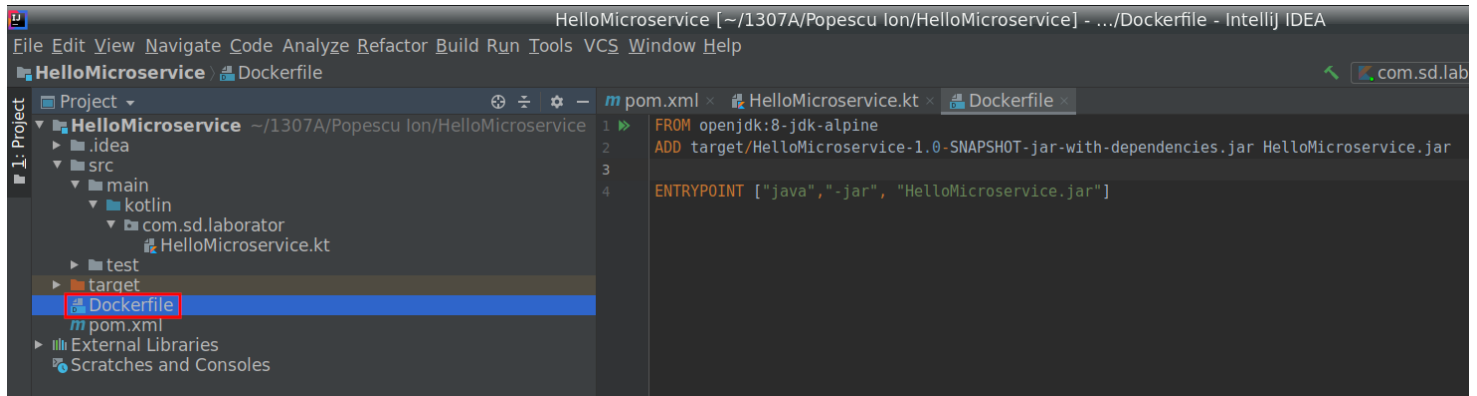 HelloMicroservice [~/1307A/Popescu Ion/HelloMicroservice] - .../Dockerfile - IntelliJ IDEA
File Edit View Navigate Code Analyze Refactor Build Run Tools VCS Window Help
HelloMicroservice Dockerfile
com.sd.lab
1: Project
Project
HelloMicroservice ~/1307A/Popescu Ion/HelloMicroservice
.idea
src
main
kotlin
com.sd.laborator
HelloMicroservice.kt
test
target
Dockerfile
pom.xml
External Libraries
Scratches and Consoles
pom.xml HelloMicroservice.kt Dockerfile
1 FROM openjdk:8-jdk-alpine
2 ADD target/HelloMicroservice-1.0-SNAPSHOT-jar-with-dependencies.jar HelloMicroservice.jar
3
4 ENTRYPOINT ["java","-jar", "HelloMicroservice.jar"]